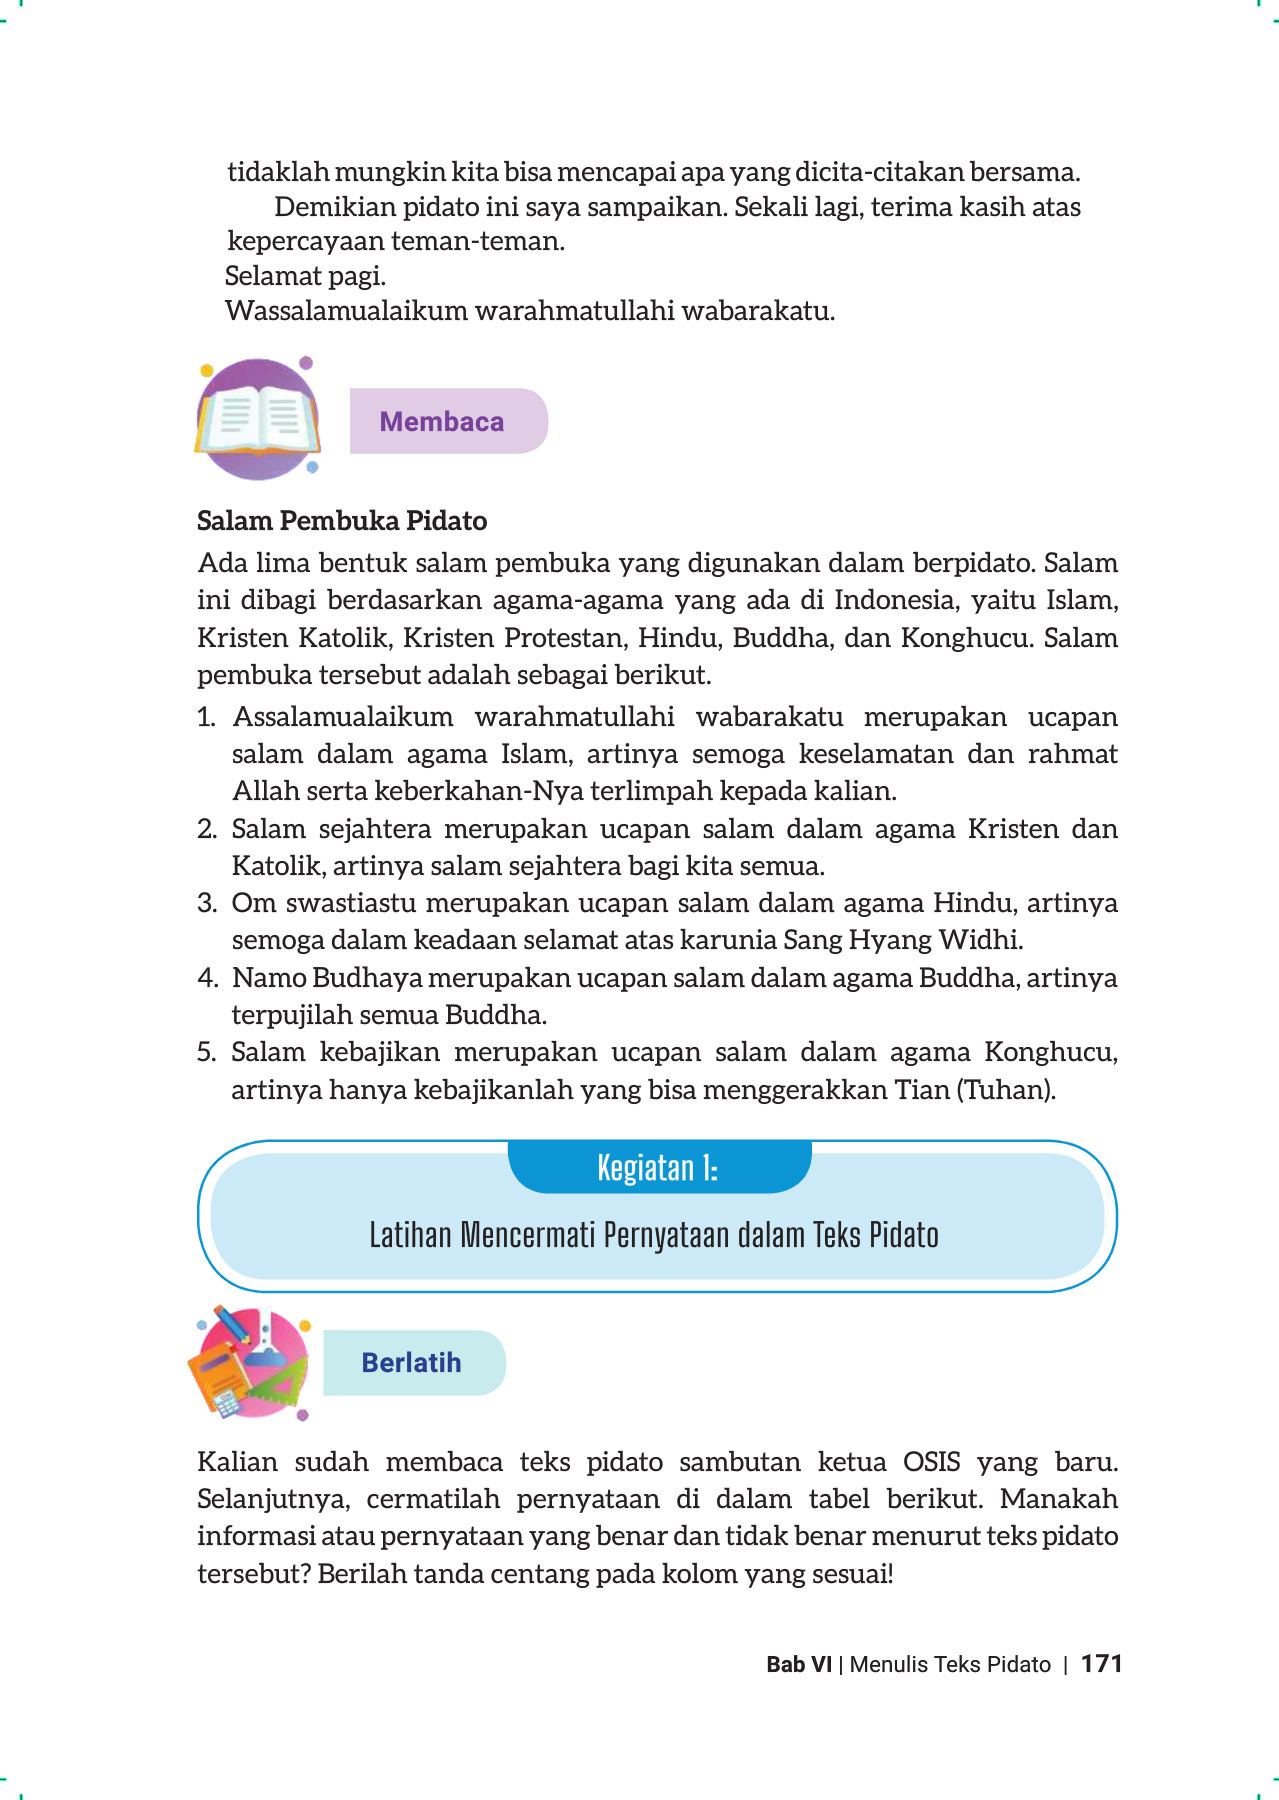 tidaklah mungkin kita bisa mencapai apa yang dicita-citakan bersama.
Demikian pidato ini saya sampaikan. Sekali lagi, terima kasih atas
kepercayaan teman-teman.
Selamat pagi.
Wassalamualaikum warahmatullahi wabarakatu.
Membaca
Salam Pembuka Pidato
Ada lima bentuk salam pembuka yang digunakan dalam berpidato. Salam
ini dibagi berdasarkan agama-agama yang ada di Indonesia, yaitu Islam,
Kristen Katolik, Kristen Protestan, Hindu, Buddha, dan Konghucu. Salam
pembuka tersebut adalah sebagai berikut.
1. Assalamualaikum warahmatullahi wabarakatu merupakan ucapan
salam dalam agama Islam, artinya semoga keselamatan dan rahmat
Allah serta keberkahan-Nya terlimpah kepada kalian.
2. Salam sejahtera merupakan ucapan salam dalam agama Kristen dan
Katolik, artinya salam sejahtera bagi kita semua.
3. Om swastiastu merupakan ucapan salam dalam agama Hindu, artinya
semoga dalam keadaan selamat atas karunia Sang Hyang Widhi.
4. Namo Budhaya merupakan ucapan salam dalam agama Buddha, artinya
terpujilah semua Buddha.
5. Salam kebajikan merupakan ucapan salam dalam agama Konghucu,
artinya hanya kebajikanlah yang bisa menggerakkan Tian (Tuhan).
Kegiatan 1:
Latihan Mencermati Pernyataan dalam Teks Pidato
Berlatih
Kalian sudah membaca teks pidato sambutan ketua OSIS yang baru.
Selanjutnya, cermatilah pernyataan di dalam tabel berikut. Manakah
informasi atau pernyataan yang benar dan tidak benar menurut teks pidato
tersebut? Berilah tanda centang pada kolom yang sesuai!
Bab VI | Menulis Teks Pidato | 171